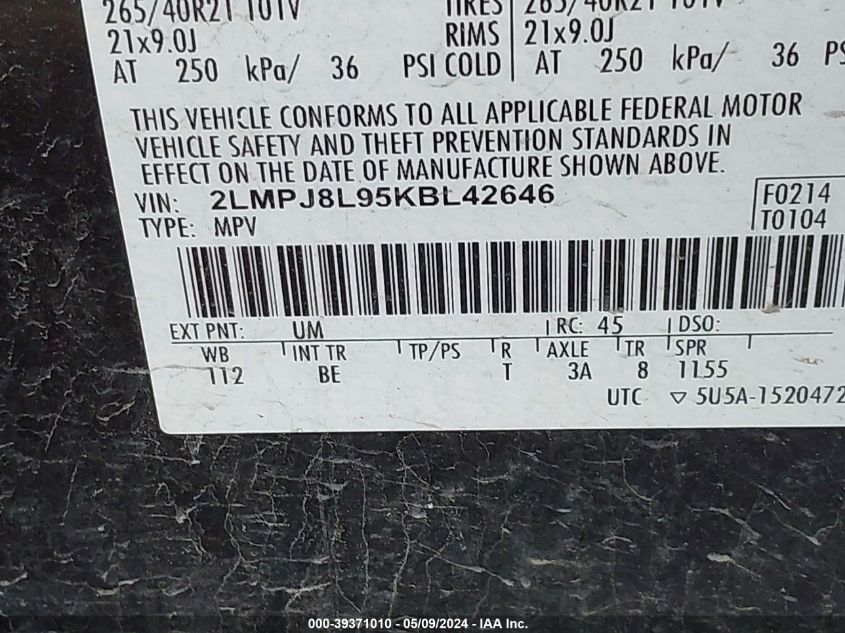 265/40R21 101V TIRES 265/40R21 101V
21x9.0J RIMS 21x9.0J
AT 250 kPa/ 36 PSI COLD AT 250 kPa/ 36 PS
THIS VEHICLE CONFORMS TO ALL APPLICABLE FEDERAL MOTOR
VEHICLE SAFETY AND THEFT PREVENTION STANDARDS IN
EFFECT ON THE DATE OF MANUFACTURE SHOWN ABOVE.
VIN: 2LMPJ8L95KBL42646 F0214
TYPE: MPV T0104
EXT PNT: UM RC: 45 DSO:
WB INT TR TP/PS R AXLE TR SPR
112 BE T 3A 8 1155
UTC ▽ 5U5A-1520472
000-39371010 - 05/09/2024 - IAA Inc.